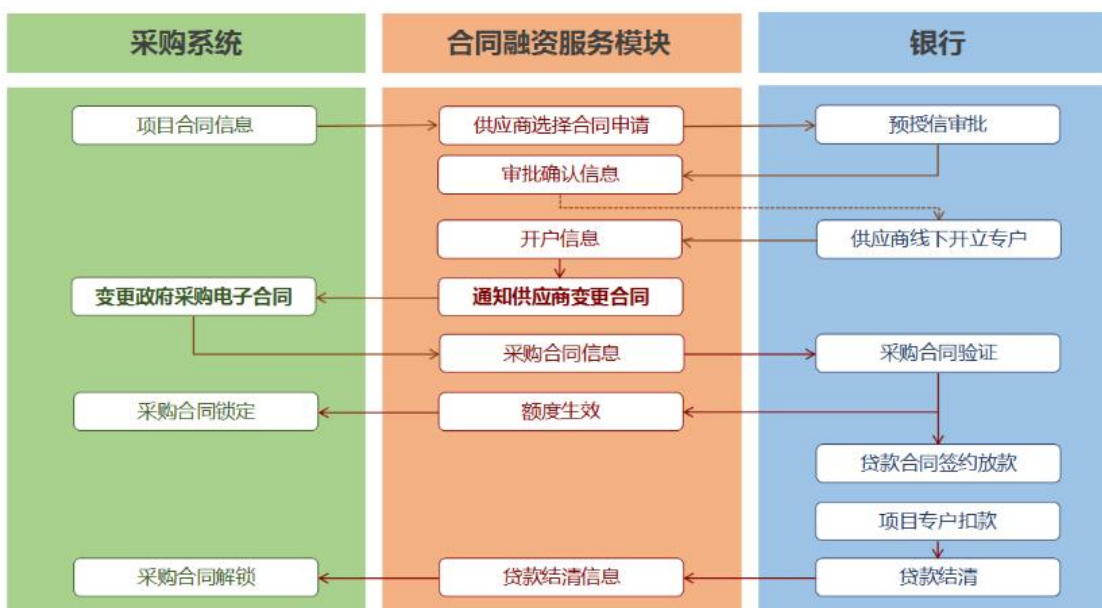 采购系统
合同融资服务模块
银行
项目合同信息
供应商选择合同申请
预授信审批
审批确认信息
开户信息
供应商线下开立专户
变更政府采购电子合同
通知供应商变更合同
采购合同信息
采购合同验证
采购合同锁定
额度生效
贷款合同签约放款
项目专户扣款
采购合同解锁
贷款结清信息
贷款结清